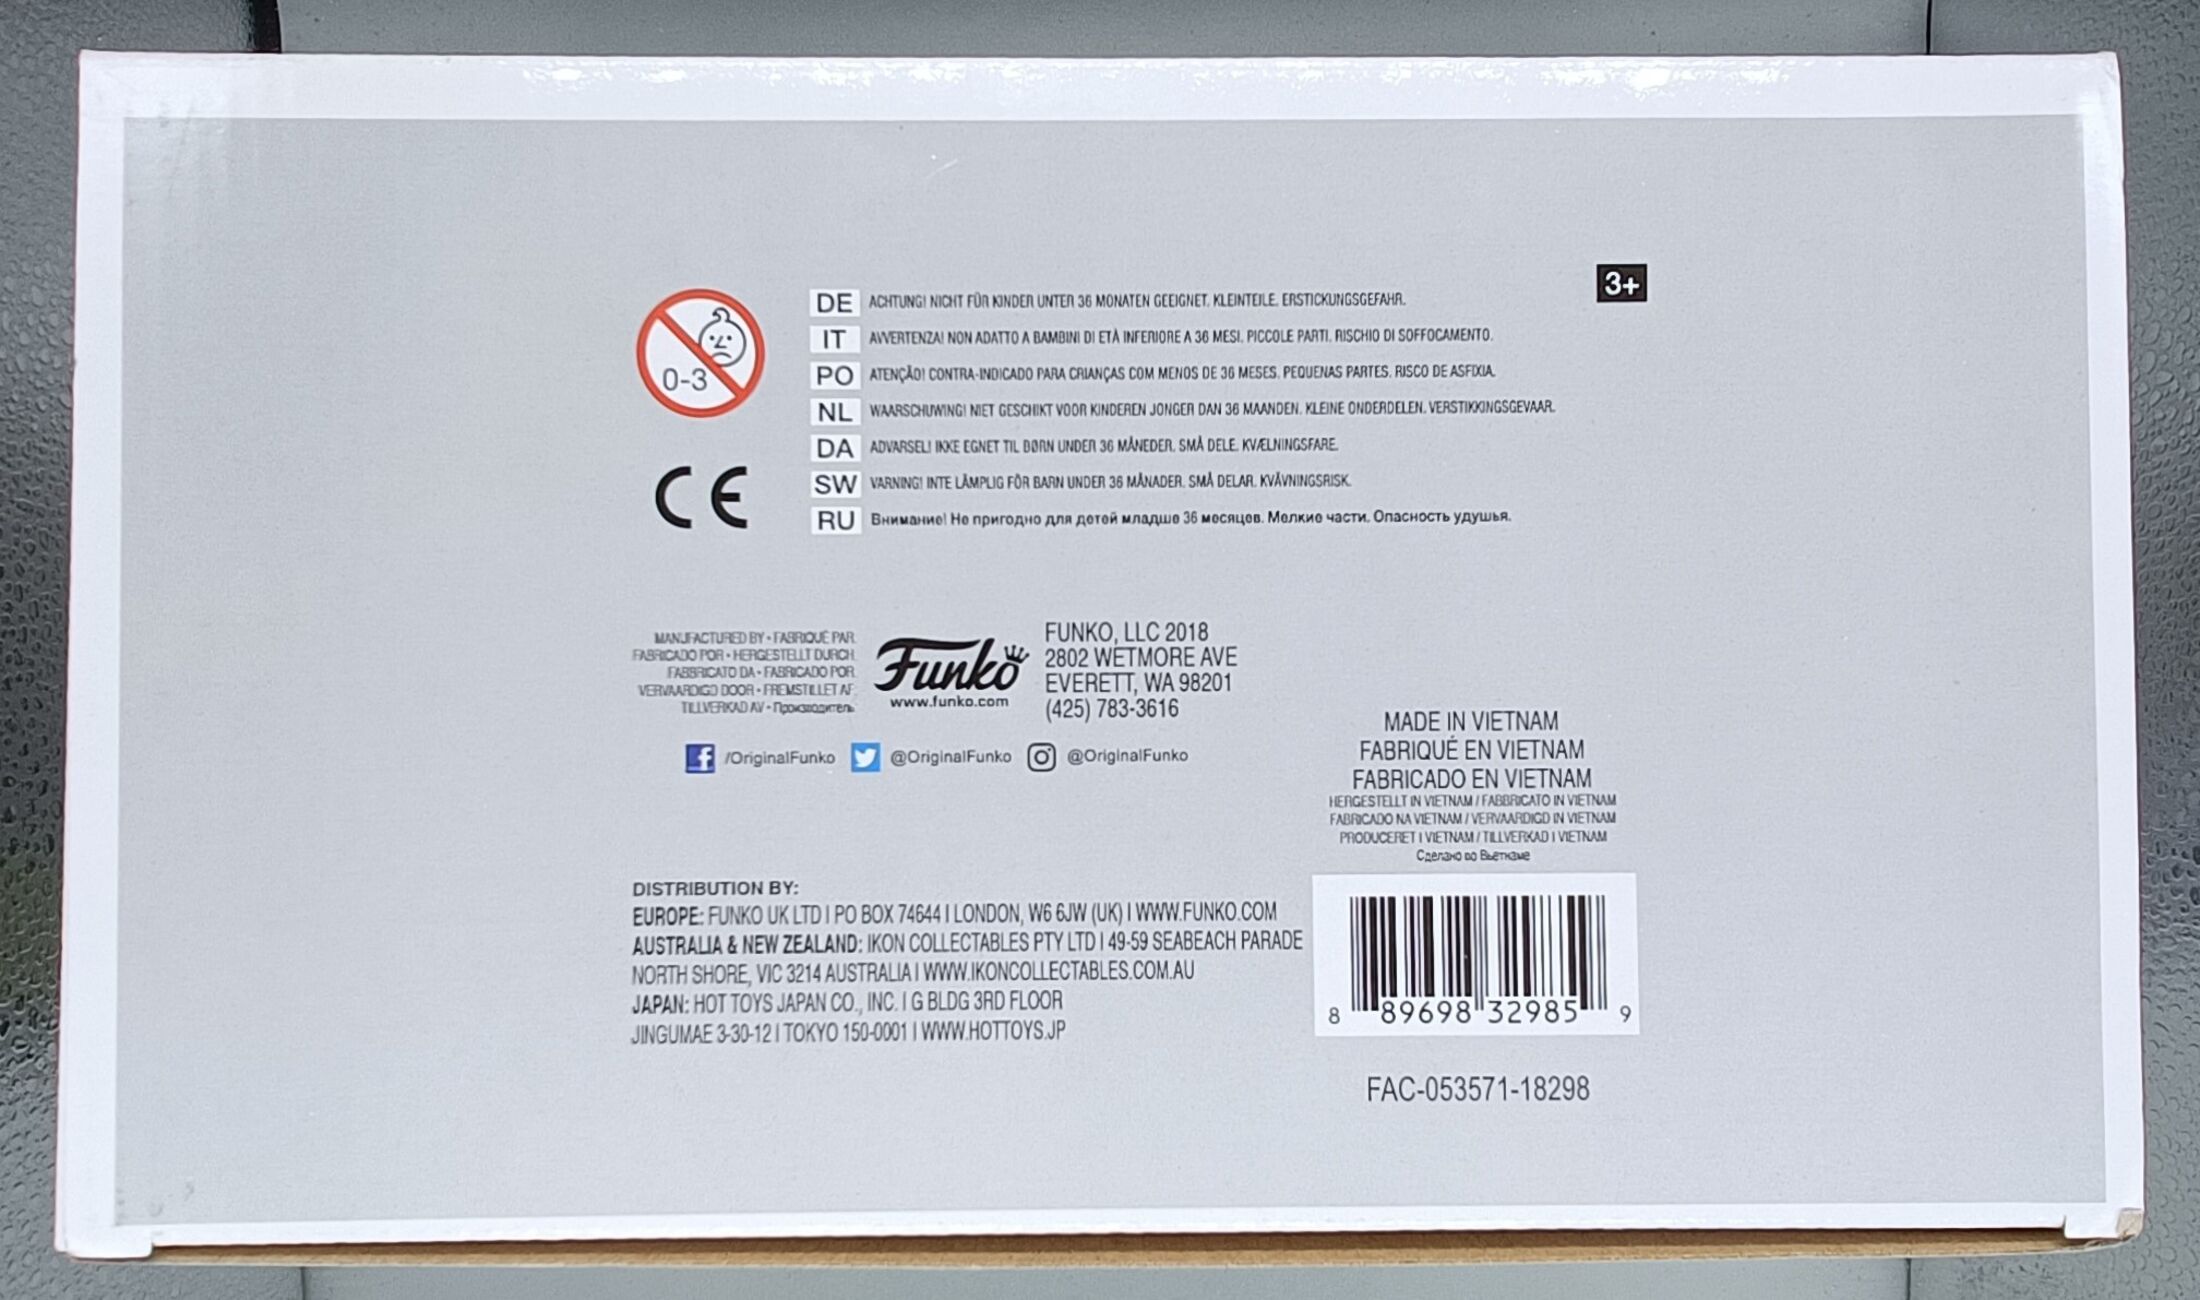 3+
0-3
DE ACHTUNG! NICHT FÜR KINDER UNTER 36 MONATEN GEEIGNET. KLEINTEILE. ERSTICKUNGSGEFAHR.
IT AVVERTENZA! NON ADATTO A BAMBINI DI ETÀ INFERIORE A 36 MESI. PICCOLE PARTI. RISCHIO DI SOFFOCAMENTO.
PO ATENÇÃO! CONTRA-INDICADO PARA CRIANÇAS COM MENOS DE 36 MESES. PEQUENAS PARTES. RISCO DE ASFIXIA.
NL WAARSCHUWING! NIET GESCHIKT VOOR KINDEREN JONGER DAN 36 MAANDEN. KLEINE ONDERDELEN. VERSTIKKINGSGEVAAR.
DA ADVARSEL! IKKE EGNET TIL BØRN UNDER 36 MÅNEDER. SMÅ DELE. KVÆLNINGSFARE.
SW VARNING! INTE LÄMPLIG FÖR BARN UNDER 36 MÅNADER. SMÅ DELAR. KVÄVNINGSRISK.
RU Внимание! Не пригодно для детей младше 36 месяцев. Мелкие части. Опасность удушья.
CE
MANUFACTURED BY • FABRIQUÉ PAR
FABRICADO POR • HERGESTELLT DURCH
FABBRICATO DA • FABRICADO POR
VERVAARDIGD DOOR • FREMSTILLET AF
TILLVERKAD AV • Производитель
Funko
www.funko.com
FUNKO, LLC 2018
2802 WETMORE AVE
EVERETT, WA 98201
(425) 783-3616
/OriginalFunko @OriginalFunko @OriginalFunko
MADE IN VIETNAM
FABRIQUÉ EN VIETNAM
FABRICADO EN VIETNAM
HERGESTELLT IN VIETNAM / FABBRICATO IN VIETNAM
FABRICADO NA VIETNAM / VERVAARDIGD IN VIETNAM
PRODUCERET I VIETNAM / TILLVERKAD I VIETNAM
Сделано во Вьетнаме
DISTRIBUTION BY:
EUROPE: FUNKO UK LTD I PO BOX 74644 I LONDON, W6 6JW (UK) I WWW.FUNKO.COM
AUSTRALIA & NEW ZEALAND: IKON COLLECTABLES PTY LTD I 49-59 SEABEACH PARADE
NORTH SHORE, VIC 3214 AUSTRALIA I WWW.IKONCOLLECTABLES.COM.AU
JAPAN: HOT TOYS JAPAN CO., INC. I G BLDG 3RD FLOOR
JINGUMAE 3-30-12 I TOKYO 150-0001 I WWW.HOTTOYS.JP
8 89698 32985 9
FAC-053571-18298